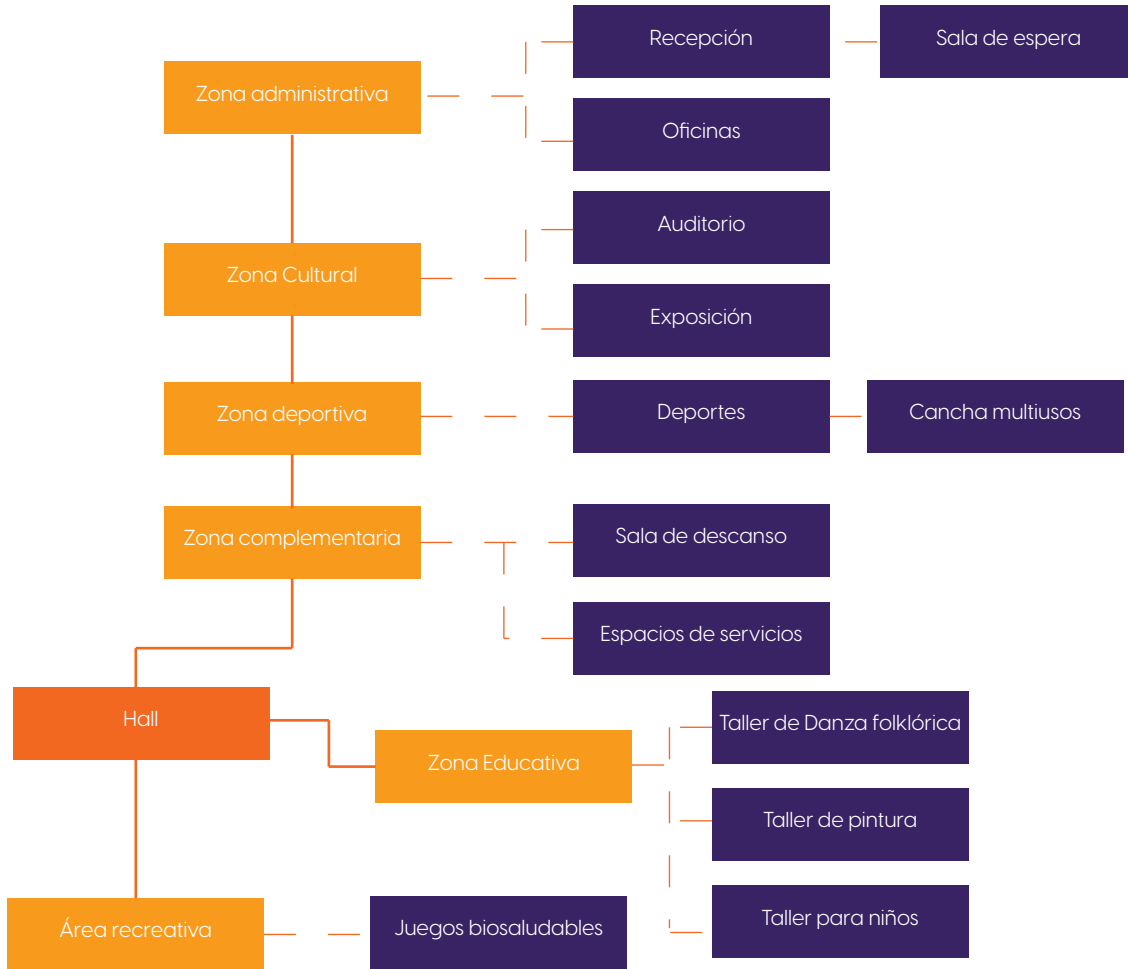 Recepción
Sala de espera
Zona administrativa
Oficinas
Auditorio
Zona Cultural
Exposición
Zona deportiva
Deportes
Cancha multiusos
Zona complementaria
Sala de descanso
Espacios de servicios
Hall
Taller de Danza folklórica
Zona Educativa
Taller de pintura
Área recreativa
Juegos biosaludables
Taller para niños